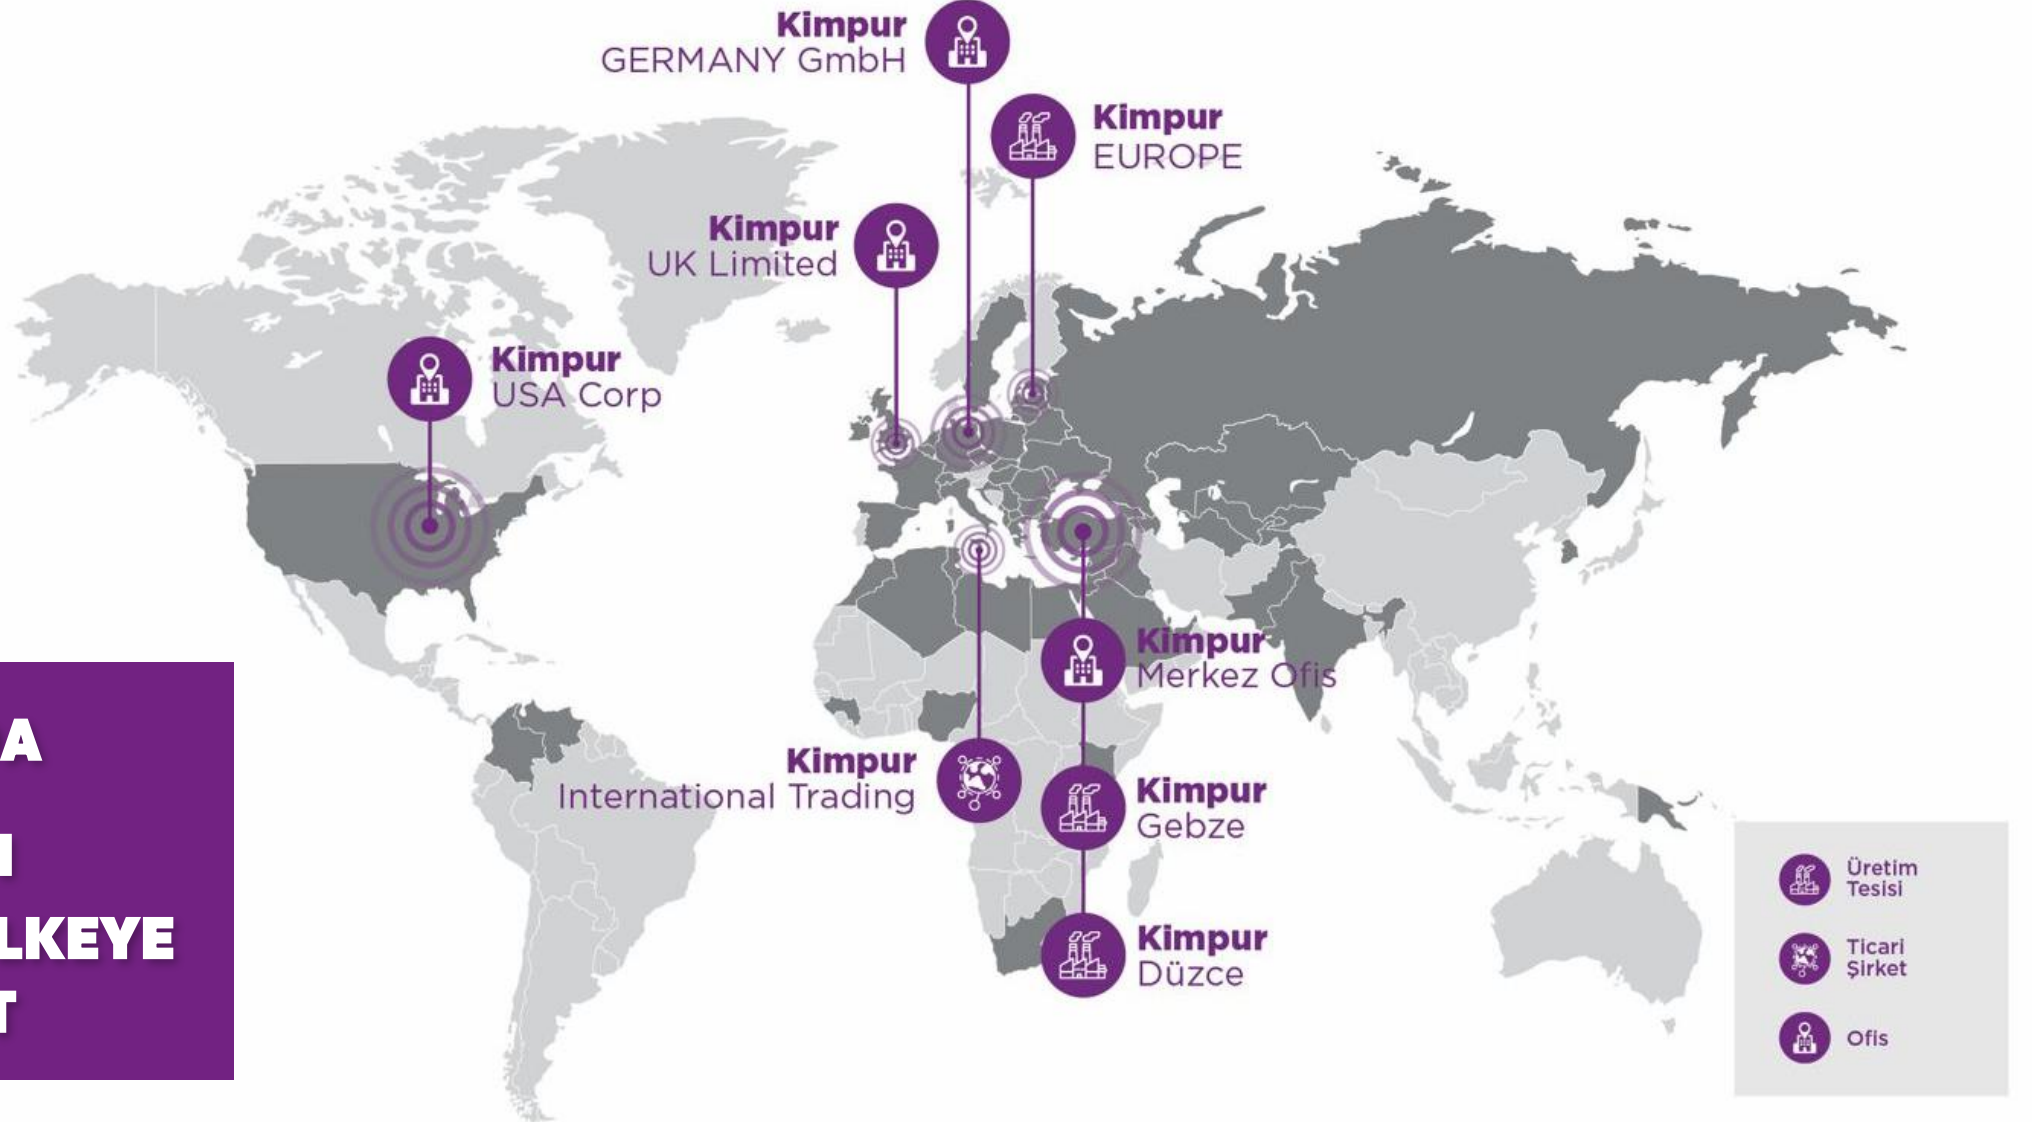 Kimpur
GERMANY GmbH
Kimpur
EUROPE
Kimpur
UK Limited
Kimpur
USA Corp
Kimpur
Merkez Ofis
Kimpur
International Trading
Kimpur
Gebze
Kimpur
Düzce
A
LKEYE
T
Üretim
Tesisi
Ticari
Şirket
Ofis